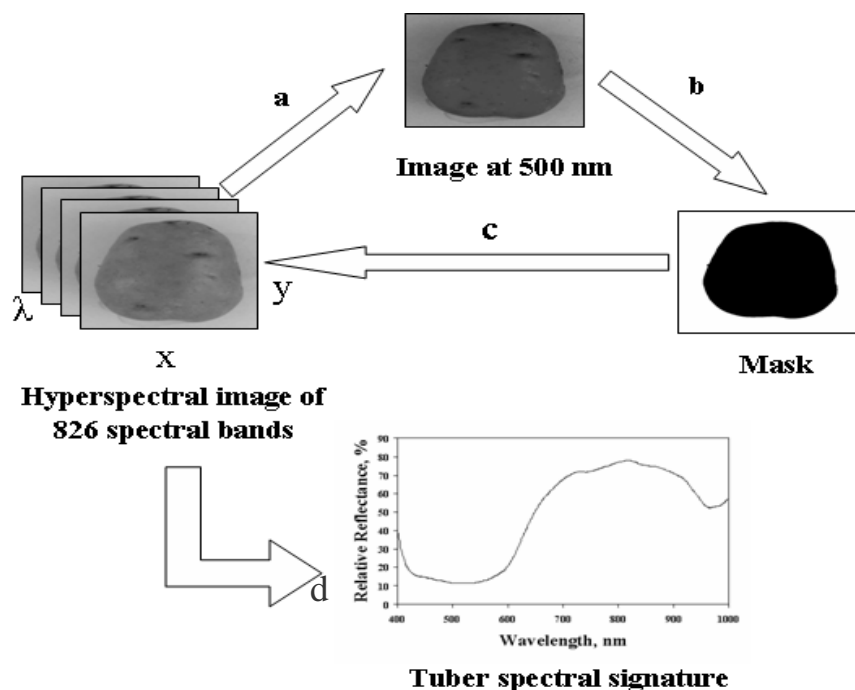 a
b
Image at 500 nm
c
λ
y
x
Mask
Hyperspectral image of
826 spectral bands
d
Relative Reflectance, %
90
80
70
60
50
40
30
20
10
0
400 500 600 700 800 900 1000
Wavelength, nm
Tuber spectral signature